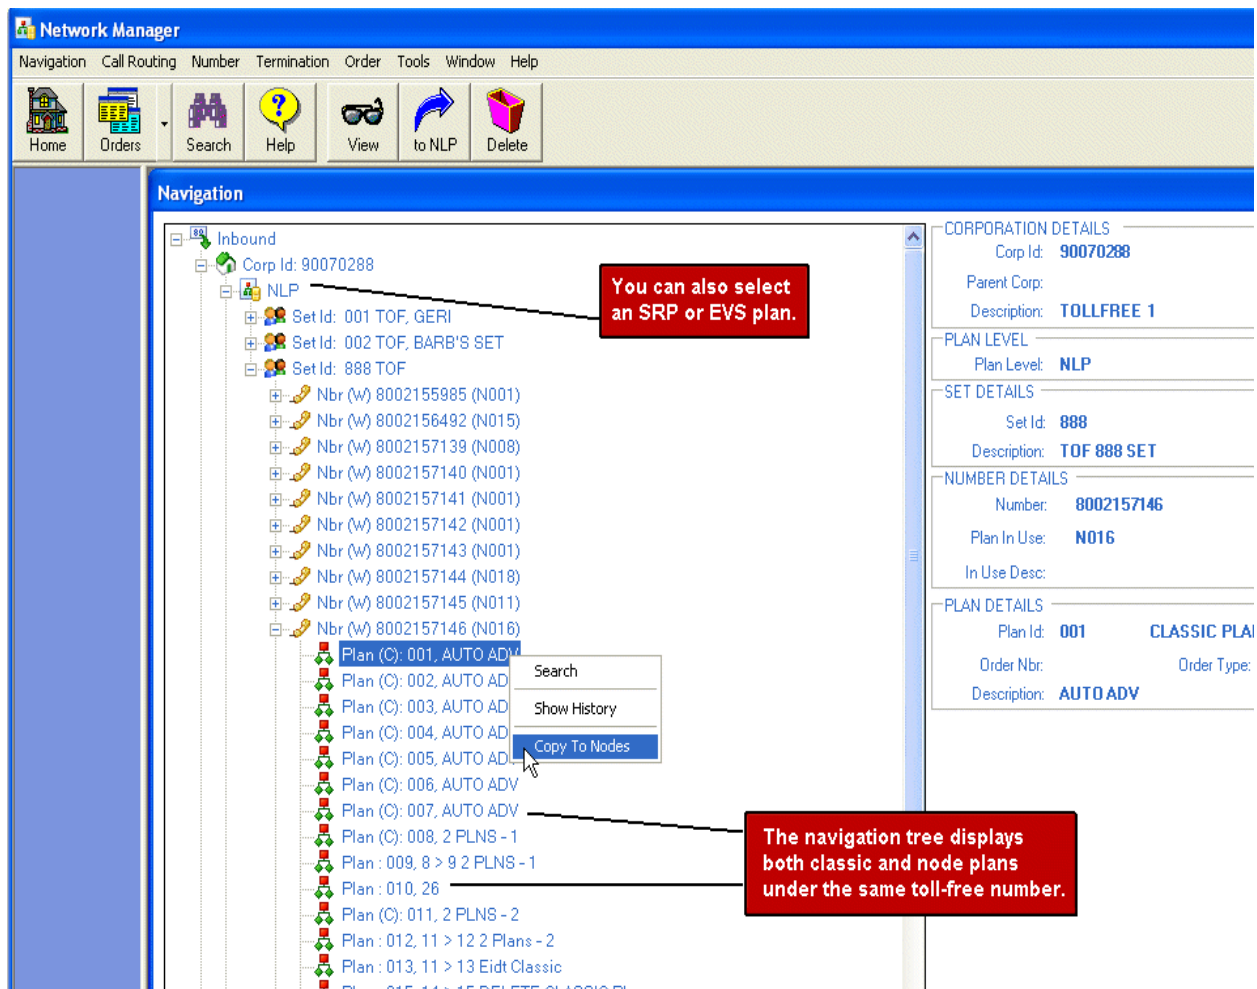 Network Manager
Navigation Call Routing Number Termination Order Tools Window Help
Home Orders Search Help View to NLP Delete
Navigation
Inbound
Corp Id: 90070288
NLP
Set Id: 001 TOF, GERI
Set Id: 002 TOF, BARB'S SET
Set Id: 888 TOF
Nbr (W) 8002155985 (N001)
Nbr (W) 8002156492 (N015)
Nbr (W) 8002157139 (N008)
Nbr (W) 8002157140 (N001)
Nbr (W) 8002157141 (N001)
Nbr (W) 8002157142 (N001)
Nbr (W) 8002157143 (N001)
Nbr (W) 8002157144 (N018)
Nbr (W) 8002157145 (N011)
Nbr (W) 8002157146 (N016)
Plan (C): 001, AUTO ADV
Plan (C): 002, AUTO AD
Plan (C): 003, AUTO AD
Plan (C): 004, AUTO AD
Plan (C): 005, AUTO AD
Plan (C): 006, AUTO ADV
Plan (C): 007, AUTO ADV
Plan (C): 008, 2 PLNS - 1
Plan : 009, 8 > 9 2 PLNS - 1
Plan : 010, 26
Plan (C): 011, 2 PLNS - 2
Plan : 012, 11 > 12 2 Plans - 2
Plan : 013, 11 > 13 Eidt Classic
Search
Show History
Copy To Nodes
You can also select
an SRP or EVS plan.
The navigation tree displays
both classic and node plans
under the same toll-free number.
CORPORATION DETAILS
Corp Id: 90070288
Parent Corp:
Description: TOLLFREE 1
PLAN LEVEL
Plan Level: NLP
SET DETAILS
Set Id: 888
Description: TOF 888 SET
NUMBER DETAILS
Number: 8002157146
Plan In Use: N016
In Use Desc:
PLAN DETAILS
Plan Id: 001 CLASSIC PLA
Order Nbr: Order Type:
Description: AUTO ADV